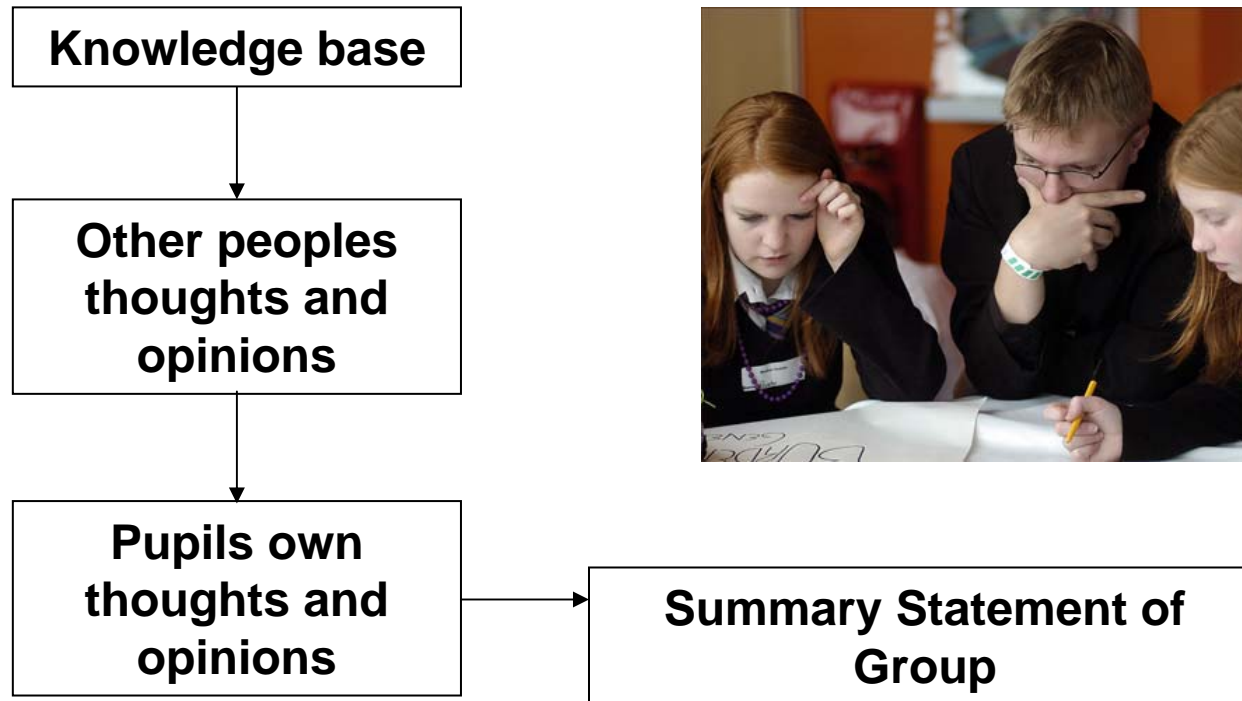 Knowledge base
Other peoples
thoughts and
opinions
Pupils own
thoughts and
opinions
Summary Statement of
Group